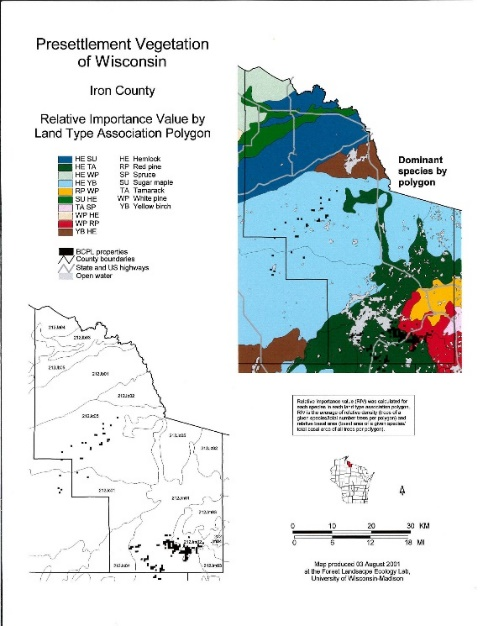 Presettlement Vegetation
of Wisconsin
Iron County
Relative Importance Value by
Land Type Association Polygon
HE SU
HE TA
HE WP
HE YB
RP WP
SU HE
TA SP
WP HE
WP RP
YB HE
HE Hemlock
RP Red pine
SP Spruce
SU Sugar maple
TA Tamarack
WP White pine
YB Yellow birch
BCPL properties
County boundaries
State and US highways
Open water
Dominant
species by
polygon
Relative importance value (RIV) was calculated for
each species in each land type association polygon.
RIV is the average of relative density (trees of a
given species/total number trees per polygon) and
relative basal area (basal area of a given species/
total basal area of all trees per polygon).
0 10 20 30 KM
0 6 12 18 MI
Map produced 03 August 2001
at the Forest Landscape Ecology Lab,
University of Wisconsin-Madison